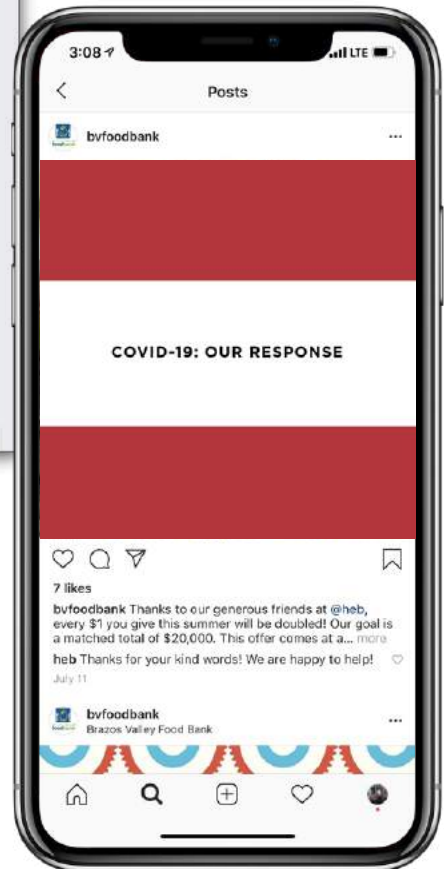 3:08 LTE
Posts
bvfoodbank
COVID-19: OUR RESPONSE
7 likes
bvfoodbank Thanks to our generous friends at @heb,
every $1 you give this summer will be doubled! Our goal is
a matched total of $20,000. This offer comes at a... more
heb Thanks for your kind words! We are happy to help!
July 11
bvfoodbank
Brazos Valley Food Bank